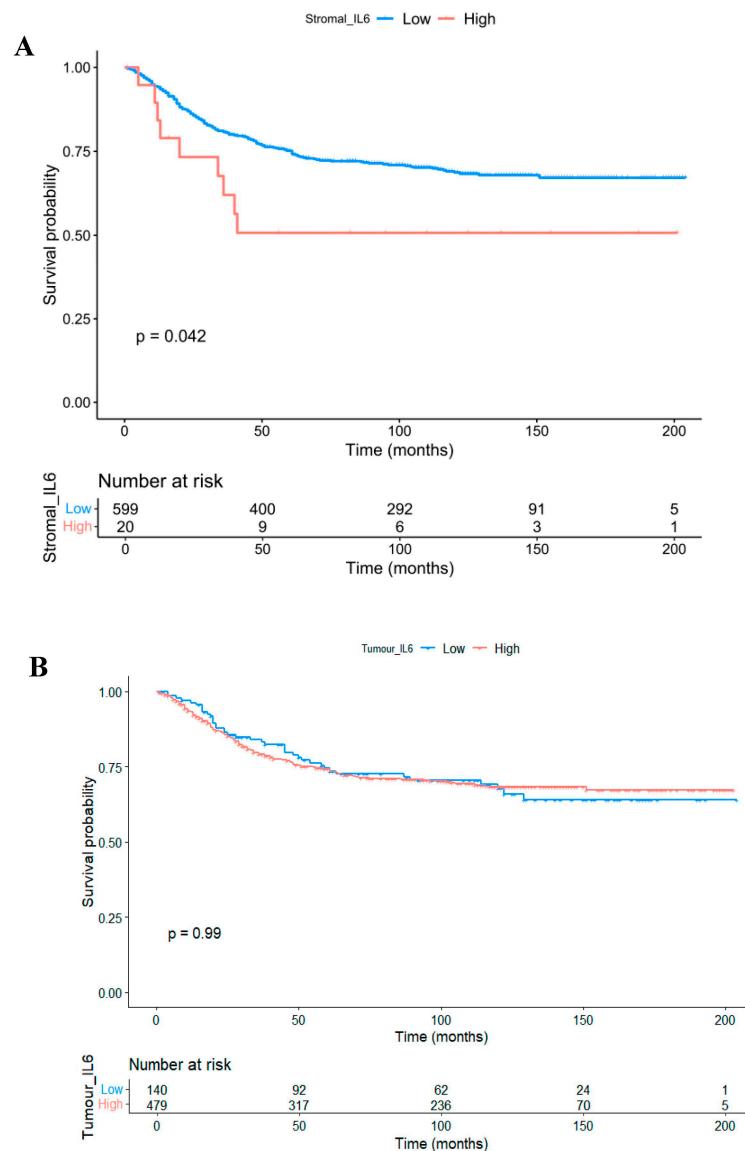 Stromal_IL6 Low High
A
1.00
0.75
0.50
0.25
0.00
Survival probability
p = 0.042
0 50 100 150 200
Time (months)
Number at risk
Stromal_IL6
Low 599 400 292 91 5
High 20 9 6 3 1
0 50 100 150 200
Time (months)
Tumour_IL6 Low High
B
1.00
0.75
0.50
0.25
0.00
Survival probability
p = 0.99
0 50 100 150 200
Time (months)
Number at risk
Tumour_IL6
Low 140 92 62 24 1
High 479 317 236 70 5
0 50 100 150 200
Time (months)